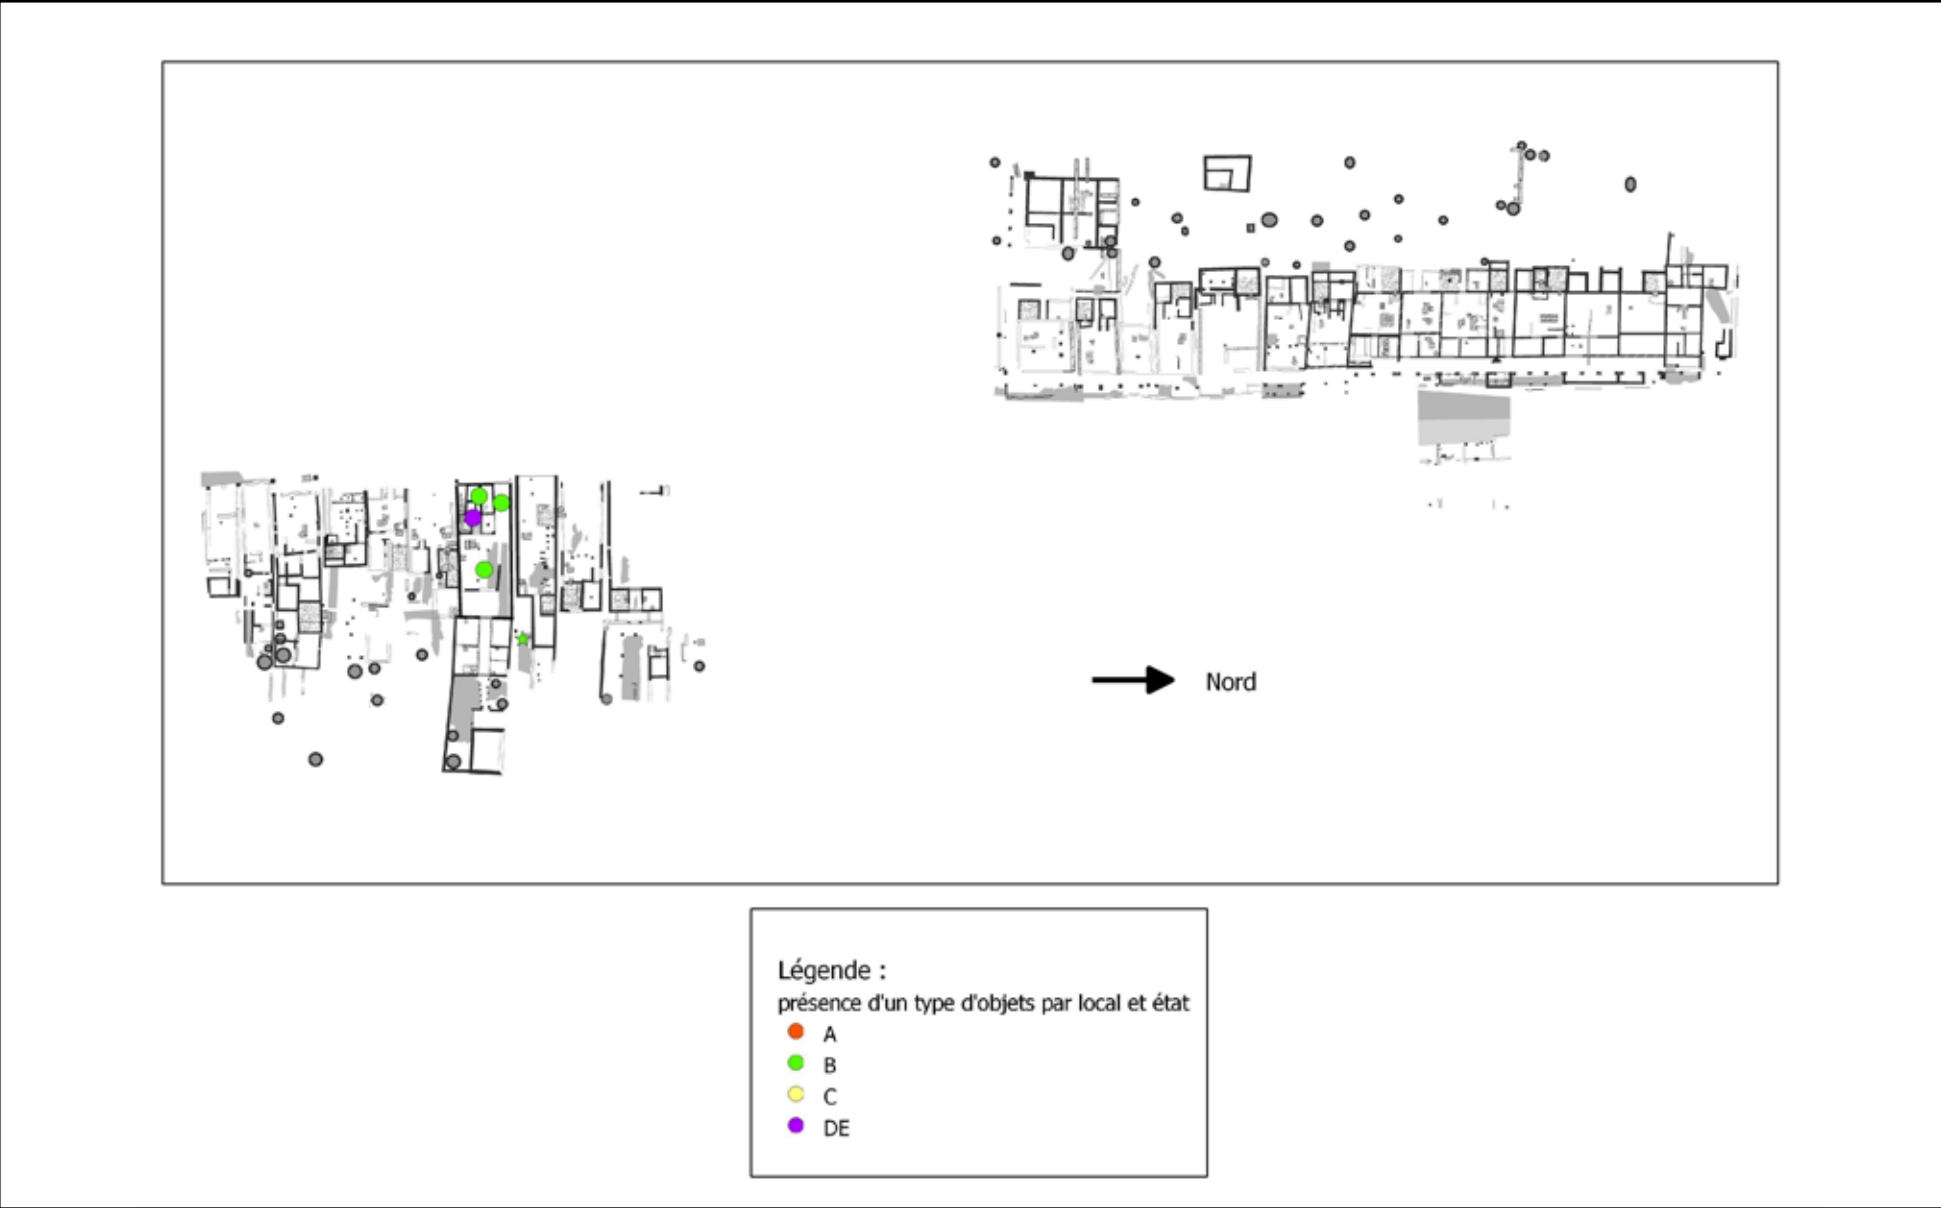 Nord
Légende :
présence d'un type d'objets par local et état
A
B
C
DE